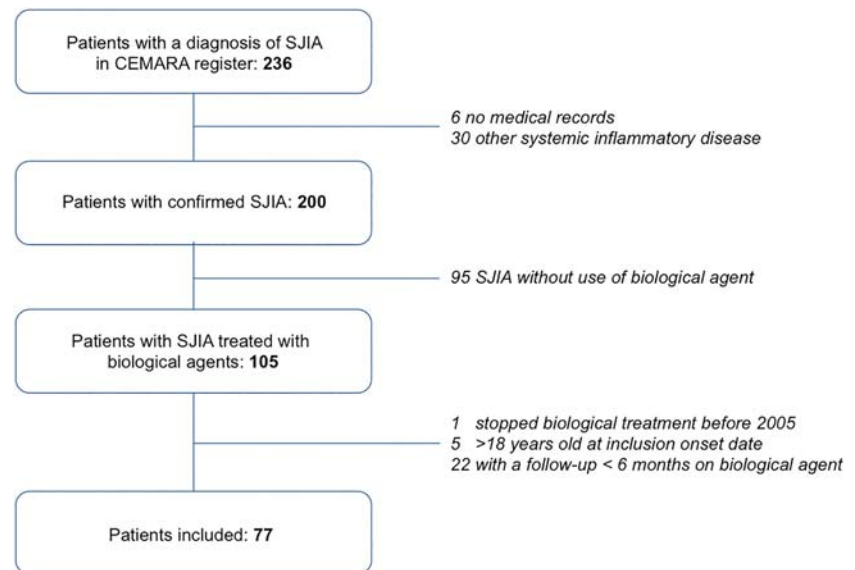 Patients with a diagnosis of SJIA
in CEMARA register: 236
6 no medical records
30 other systemic inflammatory disease
Patients with confirmed SJIA: 200
95 SJIA without use of biological agent
Patients with SJIA treated with
biological agents: 105
1 stopped biological treatment before 2005
5 >18 years old at inclusion onset date
22 with a follow-up < 6 months on biological agent
Patients included: 77